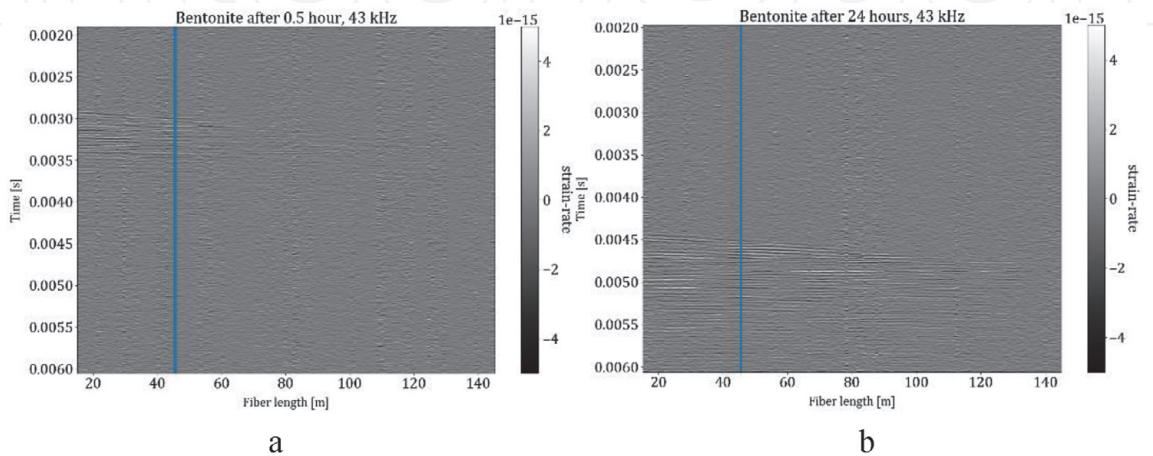 Bentonite after 0.5 hour, 43 kHz
1e−15
0.0020
0.0025
0.0030
0.0035
0.0040
0.0045
0.0050
0.0055
0.0060
Time [s]
20 40 60 80 100 120 140
Fiber length [m]
4
2
0
−2
−4
strain-rate
a
Bentonite after 24 hours, 43 kHz
1e−15
0.0020
0.0025
0.0030
0.0035
0.0040
0.0045
0.0050
0.0055
0.0060
Time [s]
20 40 60 80 100 120 140
Fiber length [m]
4
2
0
−2
−4
strain-rate
b